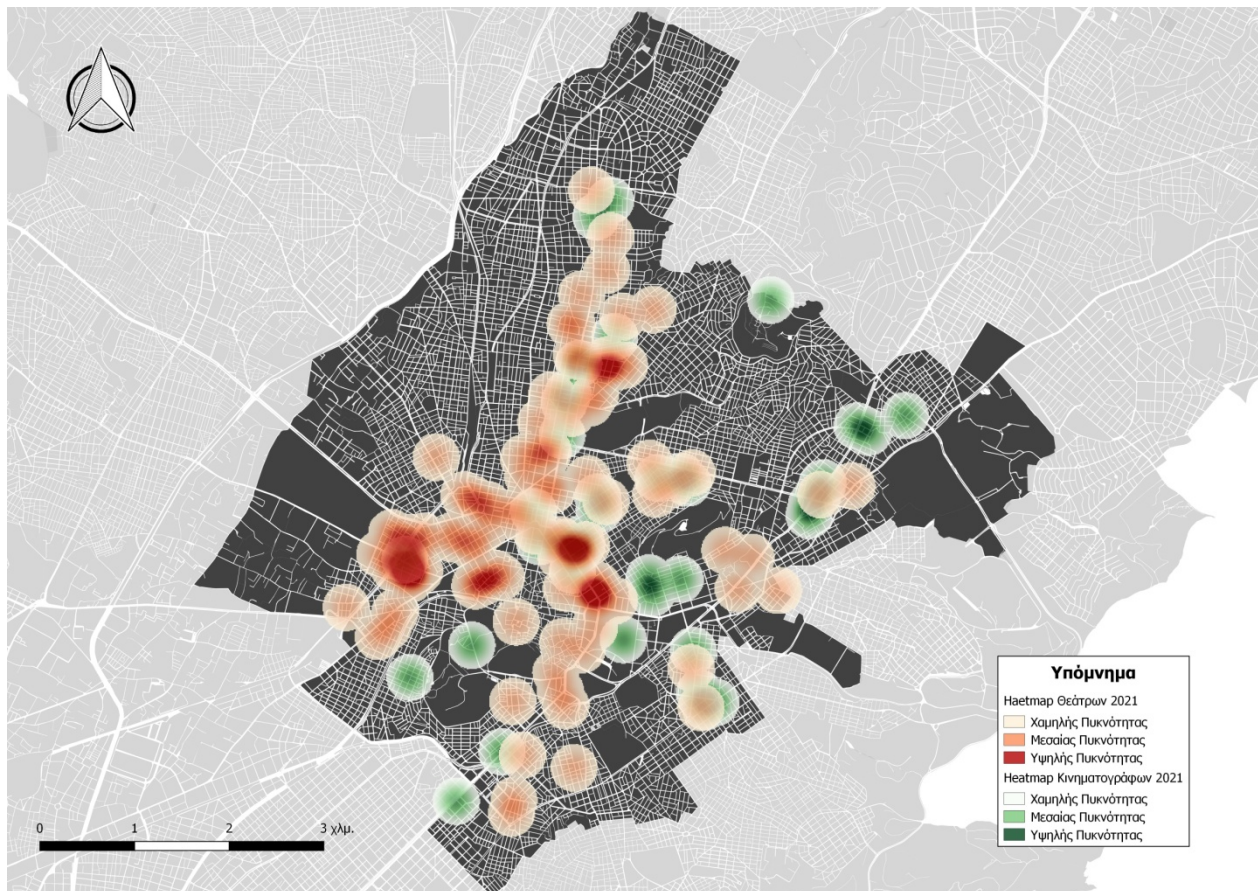 Υπόμνημα
Haetmap Θεάτρων 2021
Χαμηλής Πυκνότητας
Μεσαίας Πυκνότητας
Υψηλής Πυκνότητας
Heatmap Κινηματογράφων 2021
Χαμηλής Πυκνότητας
Μεσαίας Πυκνότητας
Υψηλής Πυκνότητας
0 1 2 3 χλμ.